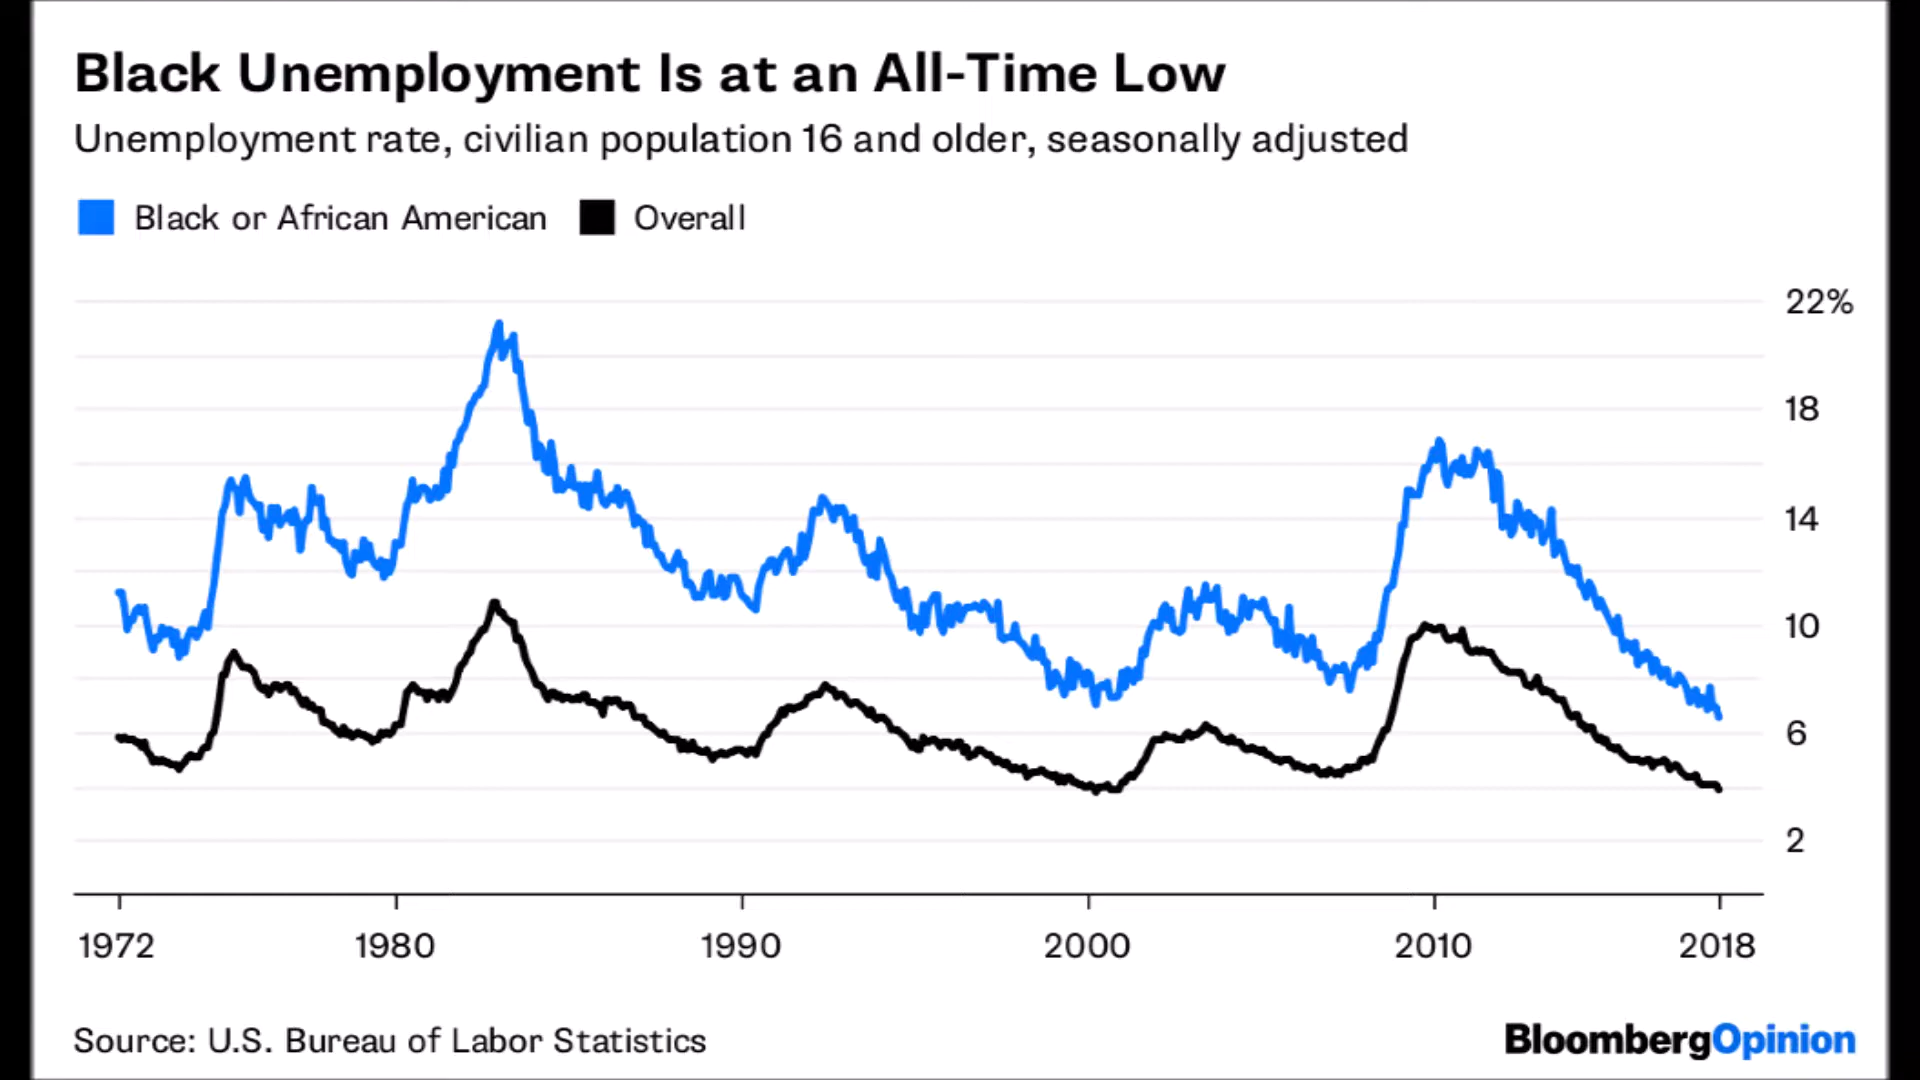 Black Unemployment Is at an All-Time Low
Unemployment rate, civilian population 16 and older, seasonally adjusted
Black or African American Overall
22%
18
14
10
6
2
1972 1980 1990 2000 2010 2018
Source: U.S. Bureau of Labor Statistics
BloombergOpinion